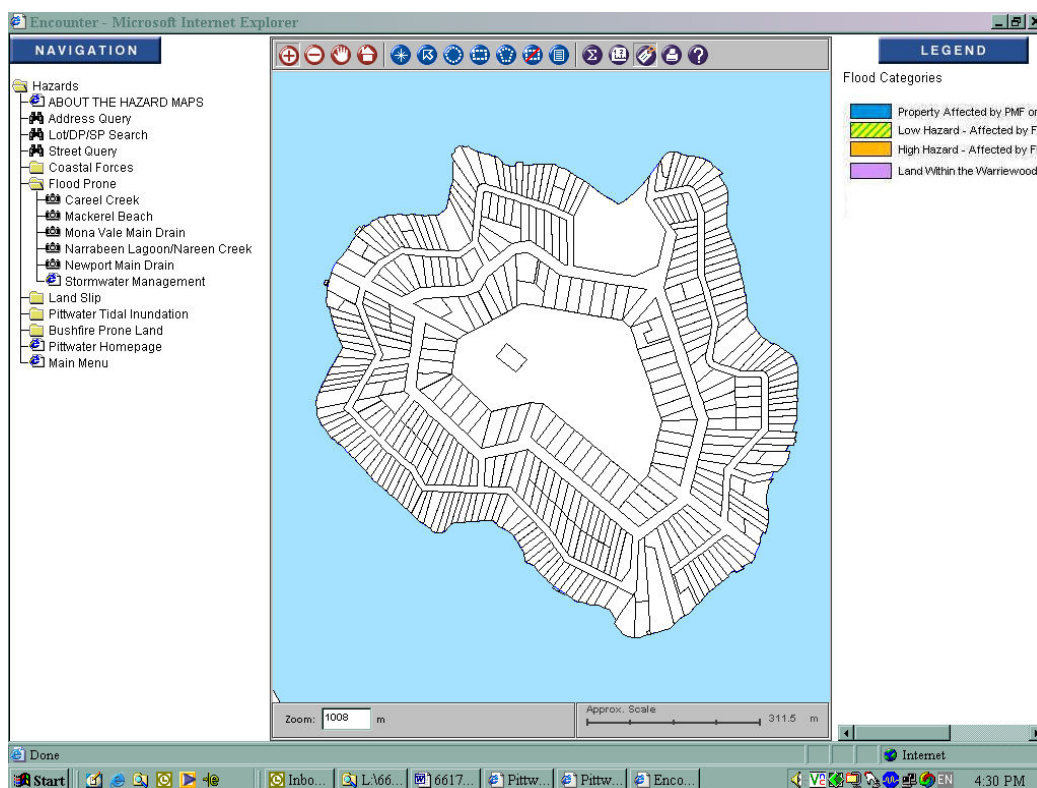 Encounter - Microsoft Internet Explorer
NAVIGATION
Hazards
ABOUT THE HAZARD MAPS
Address Query
Lot/DP/SP Search
Street Query
Coastal Forces
Flood Prone
Careel Creek
Mackerel Beach
Mona Vale Main Drain
Narrabeen Lagoon/Nareen Creek
Newport Main Drain
Stormwater Management
Land Slip
Pittwater Tidal Inundation
Bushfire Prone Land
Pittwater Homepage
Main Menu
Zoom: 1008 m
Approx. Scale
311.5 m
LEGEND
Flood Categories
Property Affected by PMF or
Low Hazard - Affected by F
High Hazard - Affected by F
Land Within the Warriewood
Done
Internet
Start
Inbo...
L:\66...
6617...
Pittw...
Pittw...
Enco...
EN
4:30 PM